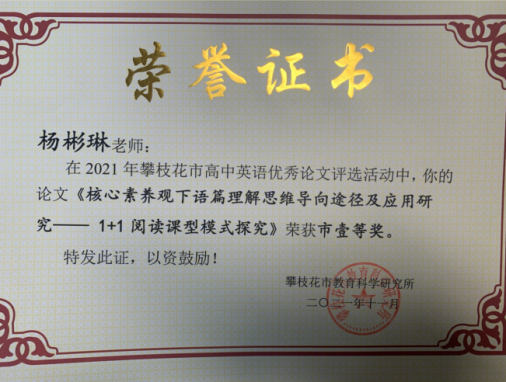 荣誉证书
杨彬琳老师：
在2021年攀枝花市高中英语优秀论文评选活动中，你的
论文《核心素养观下语篇理解思维导向途径及应用研
究—— 1+1 阅读课型模式探究》荣获市壹等奖。
特发此证，以资鼓励！
攀枝花市教育科学研究所
二〇二一年十一月